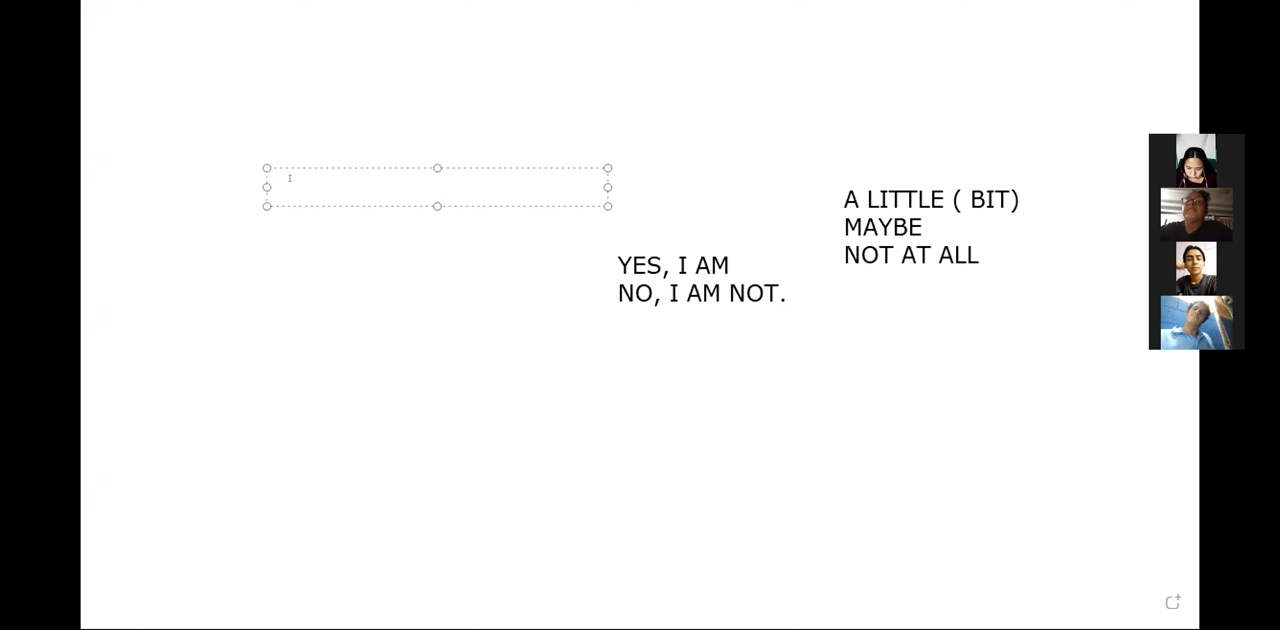 A LITTLE ( BIT)
MAYBE
NOT AT ALL
YES, I AM
NO, I AM NOT.